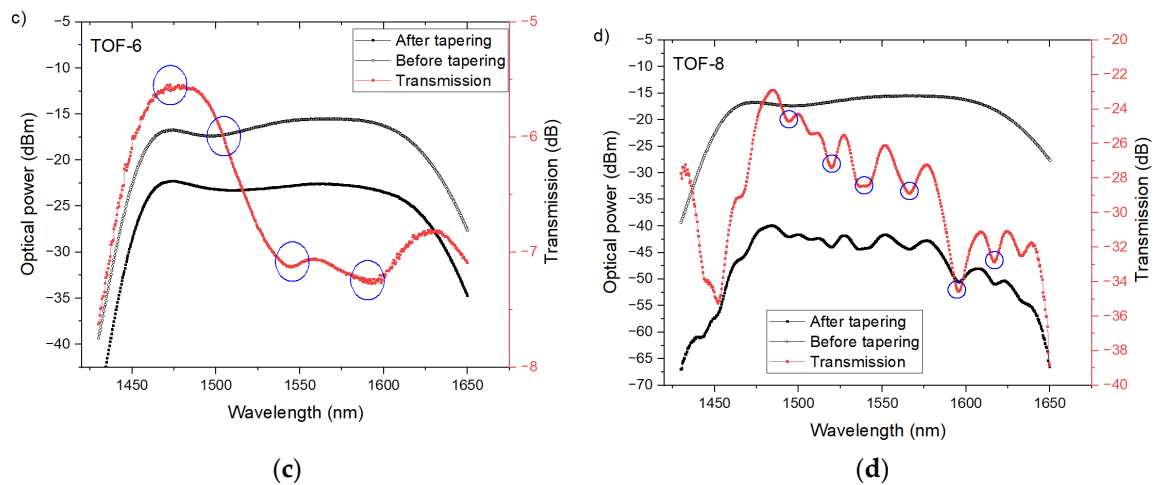 c)
TOF-6
After tapering
Before tapering
Transmission
−5
−10
−15
−20
−25
−30
−35
−40
Optical power (dBm)
−5
−6
−7
−8
Transmission (dB)
1450 1500 1550 1600 1650
Wavelength (nm)
(c)
d)
TOF-8
After tapering
Before tapering
Transmission
−5
−10
−15
−20
−25
−30
−35
−40
−45
−50
−55
−60
−65
−70
Optical power (dBm)
−20
−22
−24
−26
−28
−30
−32
−34
−36
−38
−40
Transmission (dB)
1450 1500 1550 1600 1650
Wavelength (nm)
(d)